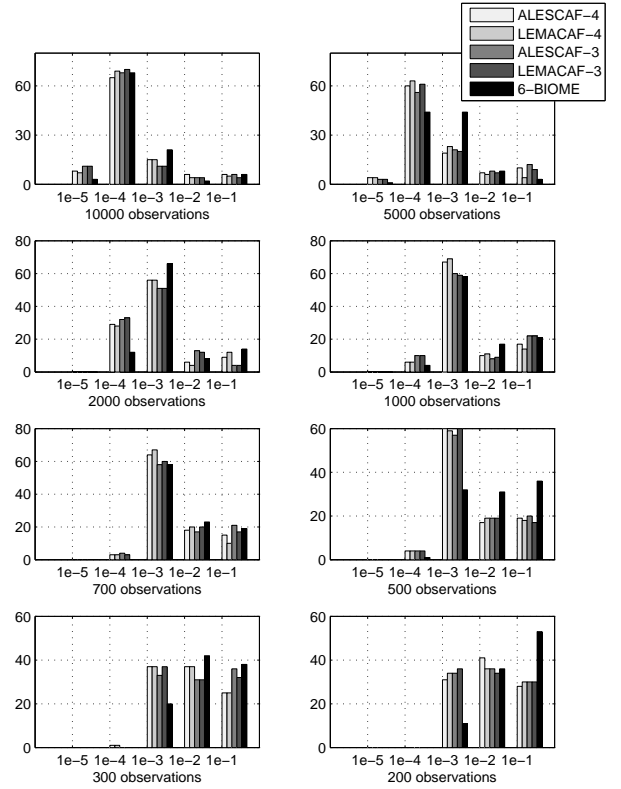 ALESCAF−4
LEMACAF−4
ALESCAF−3
LEMACAF−3
6−BIOME
60
30
0
1e−5 1e−4 1e−3 1e−2 1e−1
10000 observations
60
30
0
1e−5 1e−4 1e−3 1e−2 1e−1
5000 observations
80
60
40
20
0
1e−5 1e−4 1e−3 1e−2 1e−1
2000 observations
80
60
40
20
0
1e−5 1e−4 1e−3 1e−2 1e−1
1000 observations
80
60
40
20
0
1e−5 1e−4 1e−3 1e−2 1e−1
700 observations
60
40
20
0
1e−5 1e−4 1e−3 1e−2 1e−1
500 observations
60
40
20
0
1e−5 1e−4 1e−3 1e−2 1e−1
300 observations
60
40
20
0
1e−5 1e−4 1e−3 1e−2 1e−1
200 observations